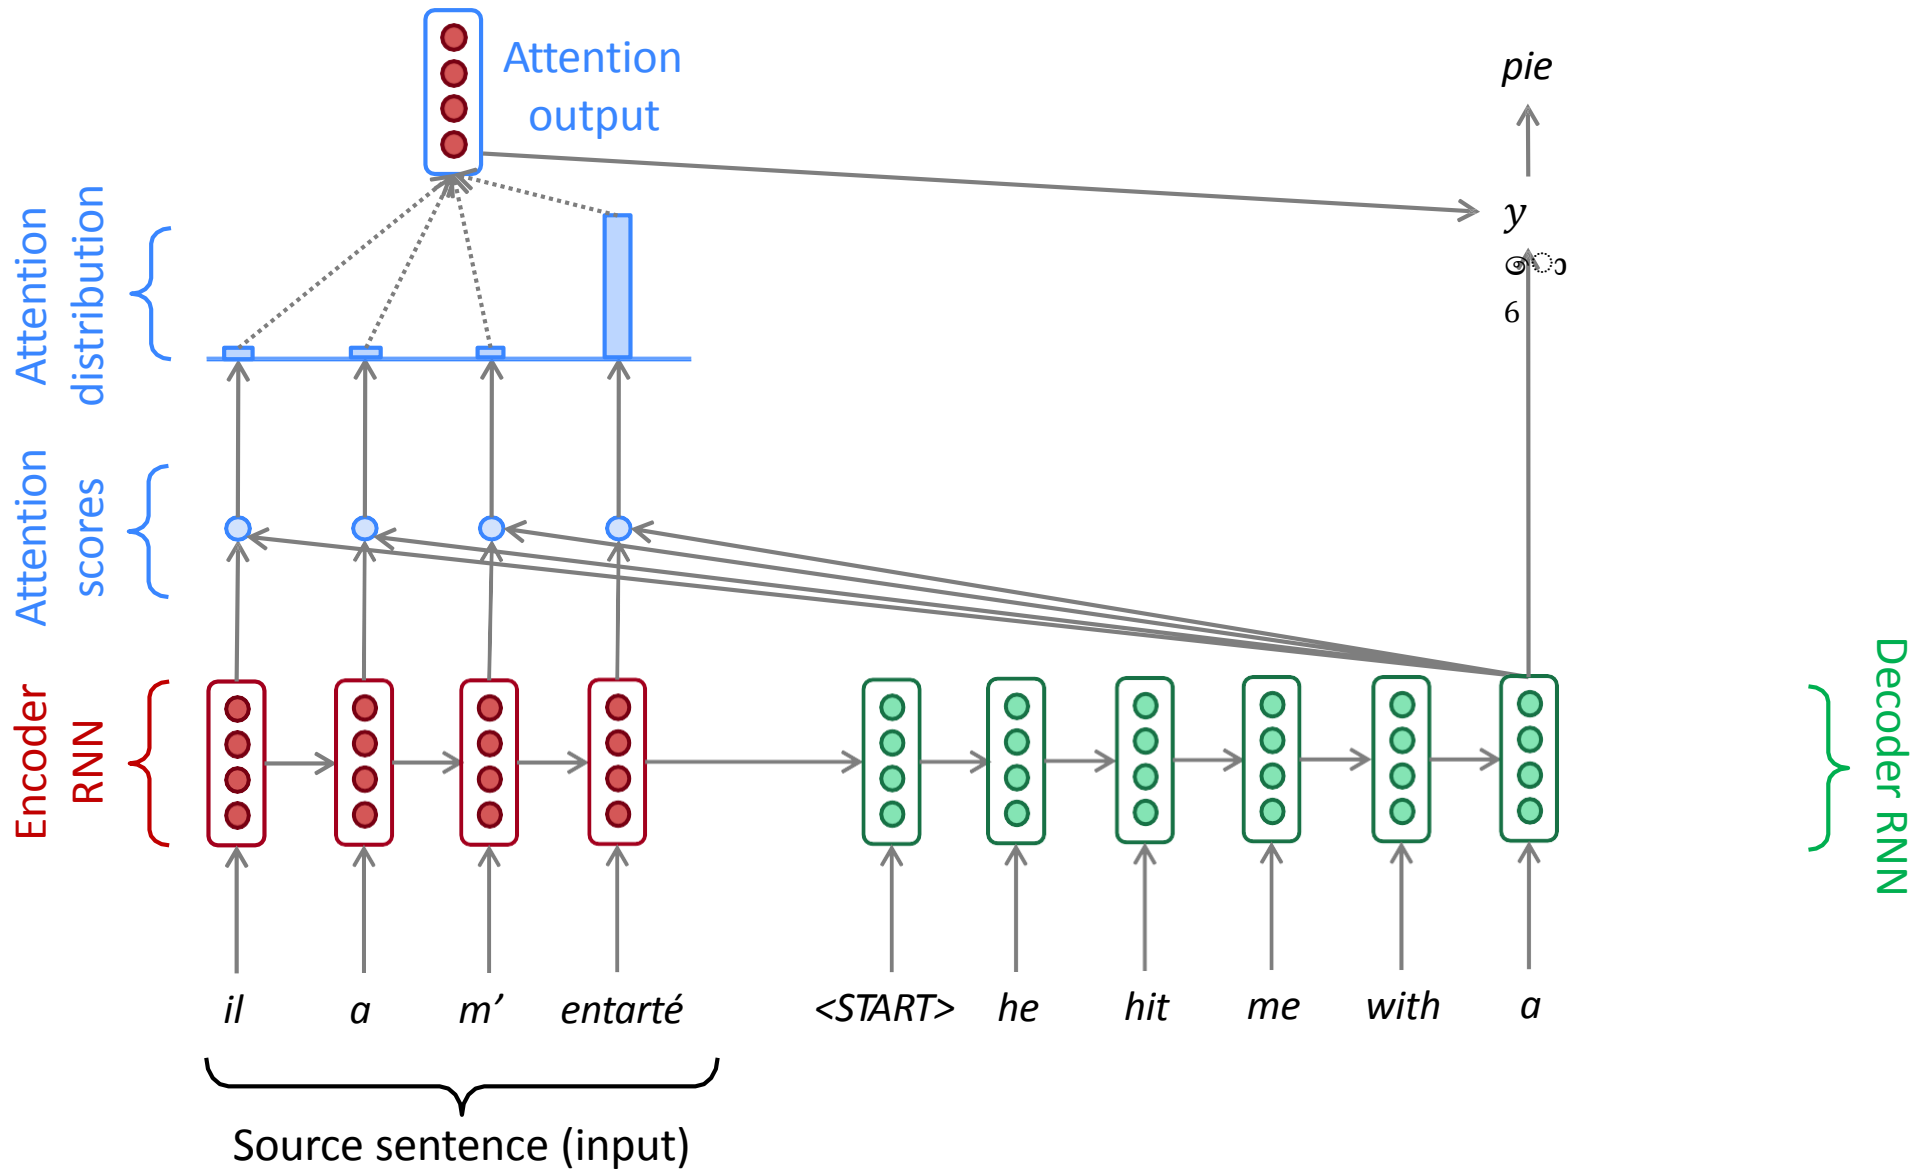 Attention
output
pie
Attention
distribution
y
6
Attention
scores
Encoder
RNN
Decoder RNN
il a m’ entarté <START> he hit me with a
Source sentence (input)